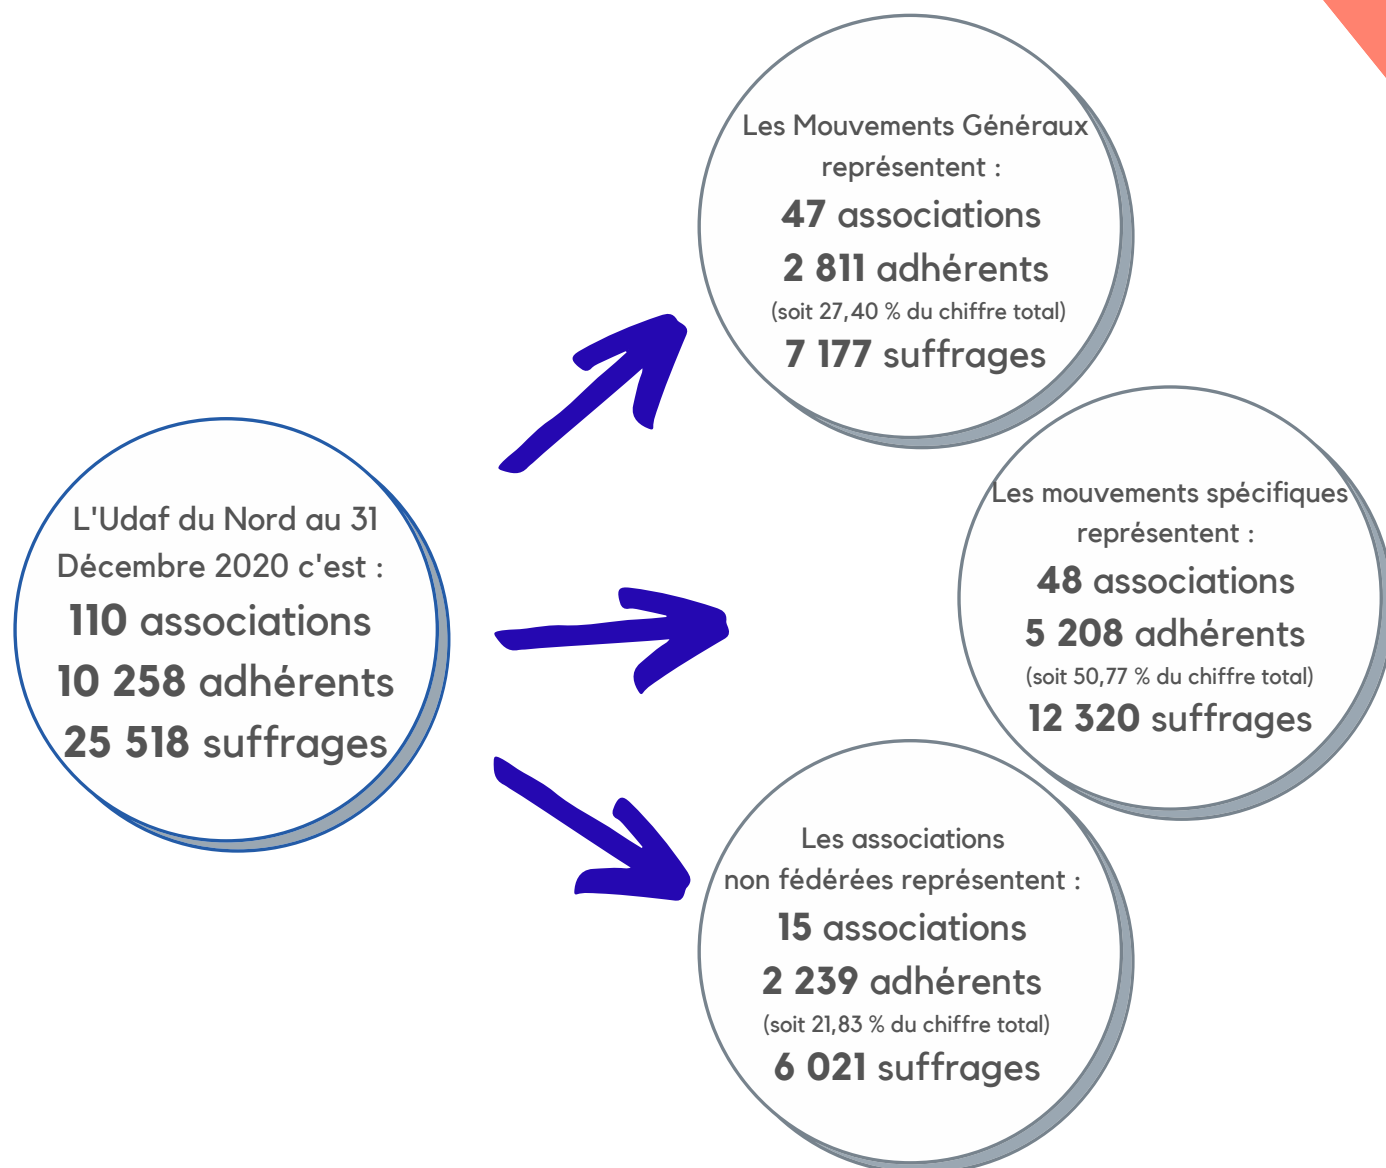 L'Udaf du Nord au 31
Décembre 2020 c'est :
110 associations
10 258 adhérents
25 518 suffrages
Les Mouvements Généraux
représentent :
47 associations
2 811 adhérents
(soit 27,40 % du chiffre total)
7 177 suffrages
Les mouvements spécifiques
représentent :
48 associations
5 208 adhérents
(soit 50,77 % du chiffre total)
12 320 suffrages
Les associations
non fédérées représentent :
15 associations
2 239 adhérents
(soit 21,83 % du chiffre total)
6 021 suffrages